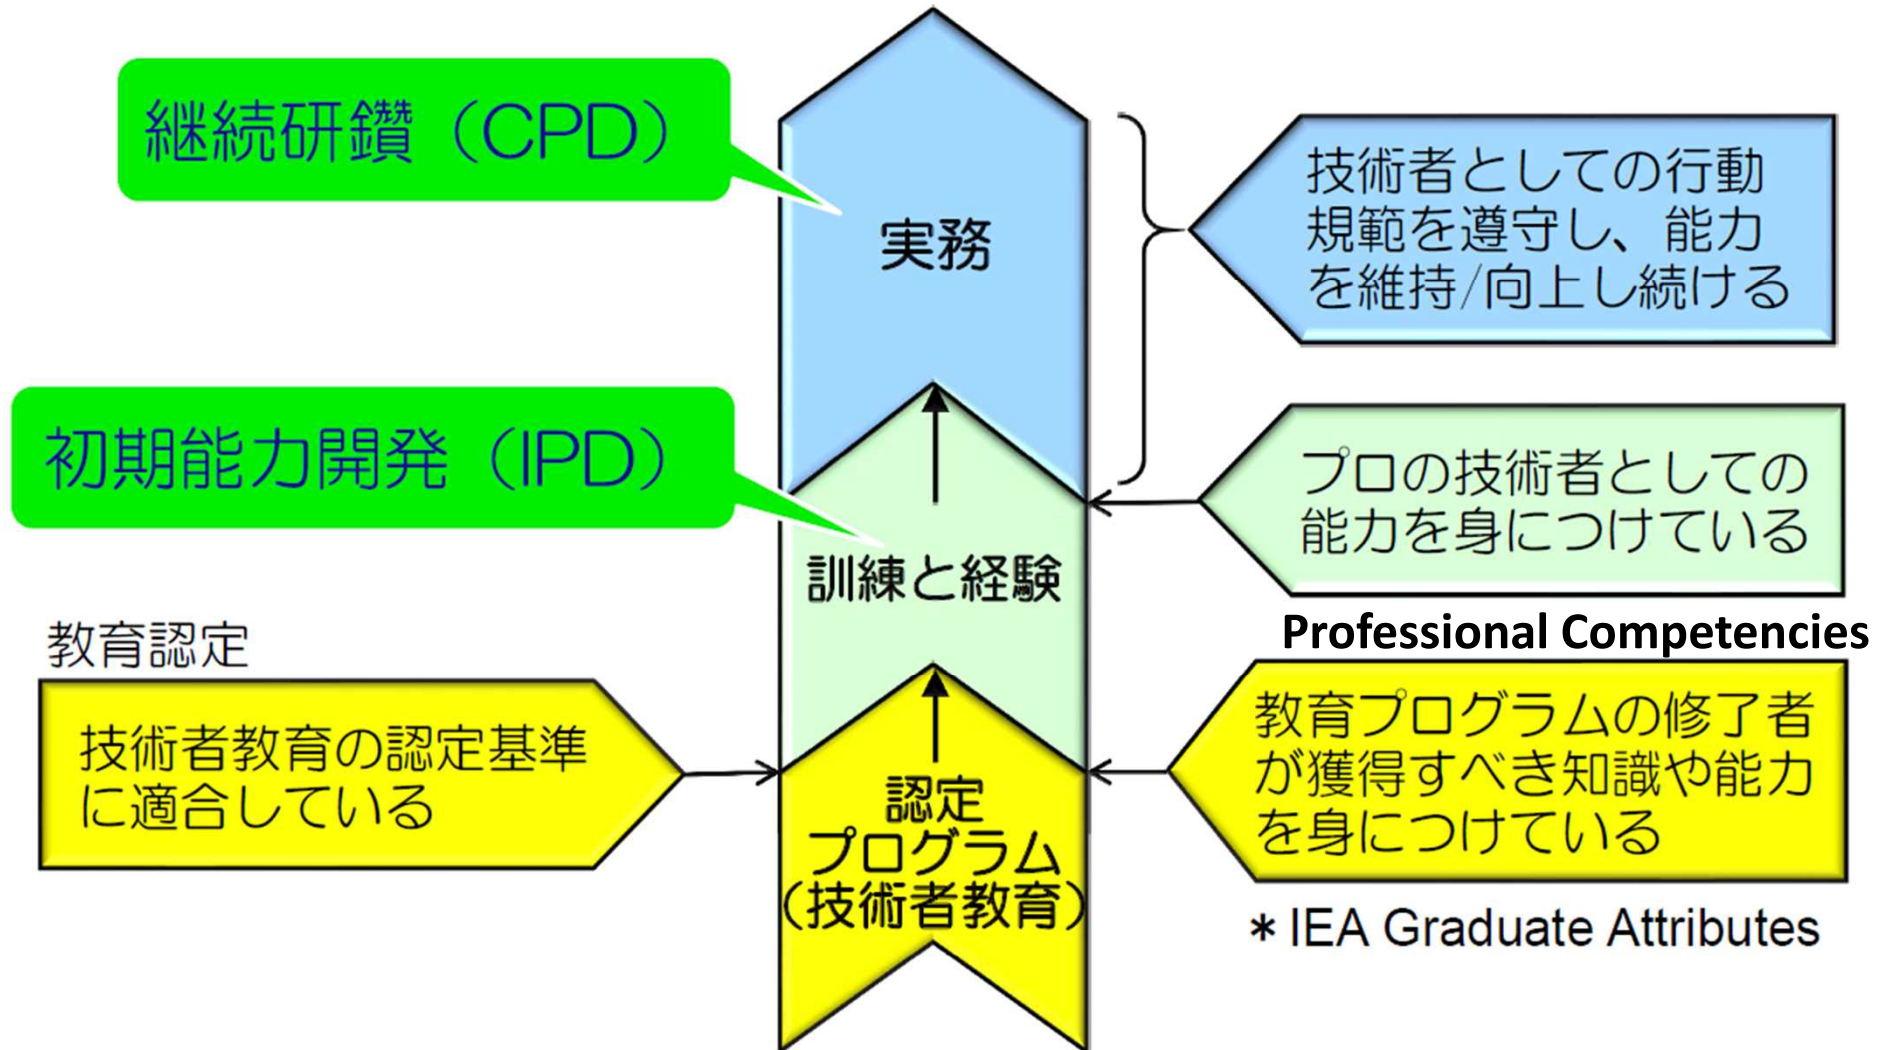 継続研鑽（CPD）
実務
技術者としての行動
規範を遵守し、能力
を維持/向上し続ける
初期能力開発（IPD）
訓練と経験
プロの技術者としての
能力を身につけている
Professional Competencies
教育認定
技術者教育の認定基準
に適合している
認定
プログラム
（技術者教育）
教育プログラムの修了者
が獲得すべき知識や能力
を身につけている
＊IEA Graduate Attributes